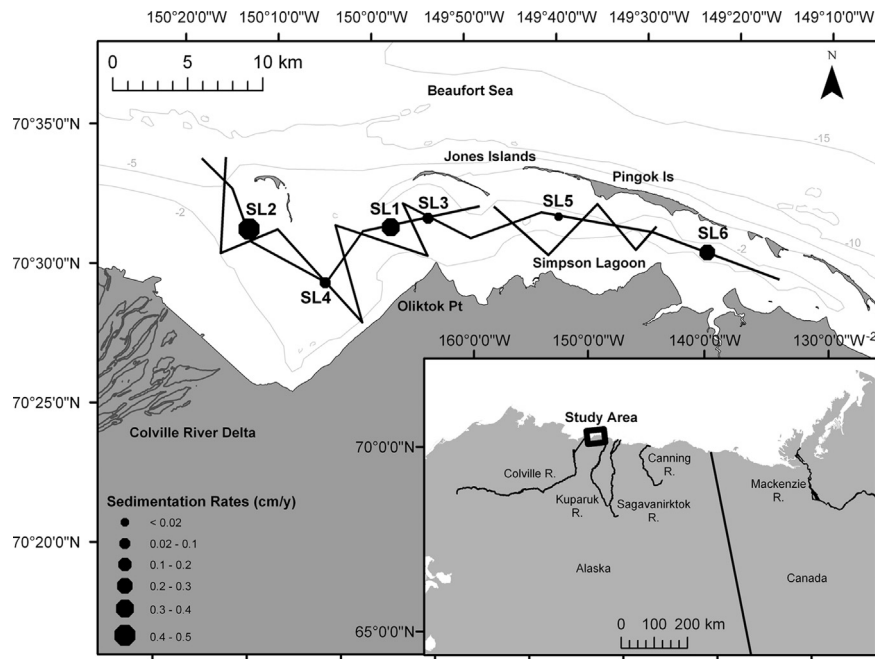 150°20'0"W 150°10'0"W 150°0'0"W 149°50'0"W 149°40'0"W 149°30'0"W 149°20'0"W 149°10'0"W
0 5 10 km
N
Beaufort Sea
70°35'0"N
-15
-5
Jones Islands
Pingok Is
-2
SL2
SL1
SL3
SL5
SL6
-2
-10
70°30'0"N
Simpson Lagoon
SL4
Oliktok Pt
-2
160°0'0"W 150°0'0"W 140°0'0"W 130°0'0"W
70°25'0"N
Study Area
Colville River Delta
70°0'0"N
Canning
R.
Colville R.
Mackenzie
R.
Kuparuk
R.
Sagavanirktok
R.
Sedimentation Rates (cm/y)
< 0.02
0.02 - 0.1
0.1 - 0.2
0.2 - 0.3
0.3 - 0.4
0.4 - 0.5
70°20'0"N
Alaska
Canada
65°0'0"N
0 100 200 km